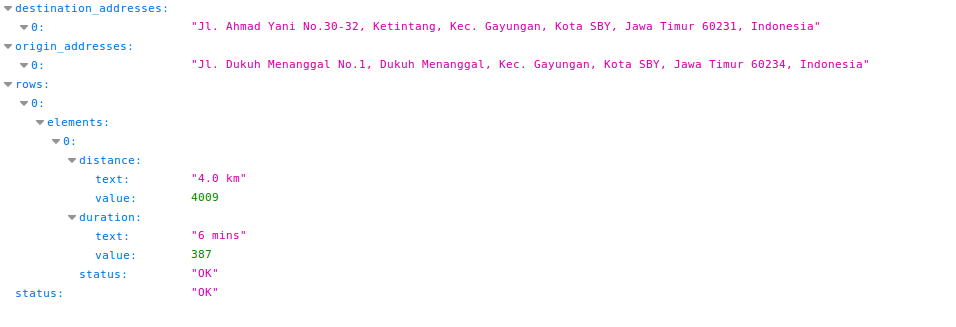 destination_addresses:
0: "Jl. Ahmad Yani No.30-32, Ketintang, Kec. Gayungan, Kota SBY, Jawa Timur 60231, Indonesia"
origin_addresses:
0: "Jl. Dukuh Menanggal No.1, Dukuh Menanggal, Kec. Gayungan, Kota SBY, Jawa Timur 60234, Indonesia"
rows:
0:
elements:
0:
distance:
text: "4.0 km"
value: 4009
duration:
text: "6 mins"
value: 387
status: "OK"
status: "OK"